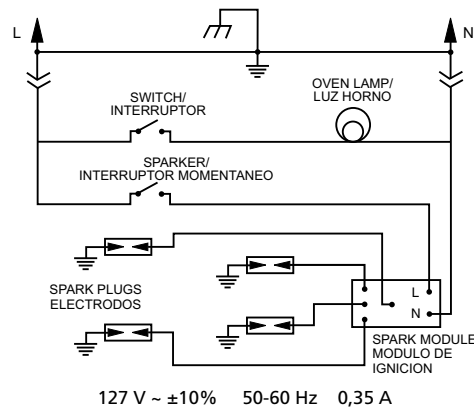 L
N
SWITCH/
INTERRUPTOR
OVEN LAMP/
LUZ HORNO
SPARKER/
INTERRUPTOR MOMENTANEO
SPARK PLUGS
ELECTRODOS
L
N
SPARK MODULE
MODULO DE
IGNICION
127 V ~ ±10% 50-60 Hz 0,35 A